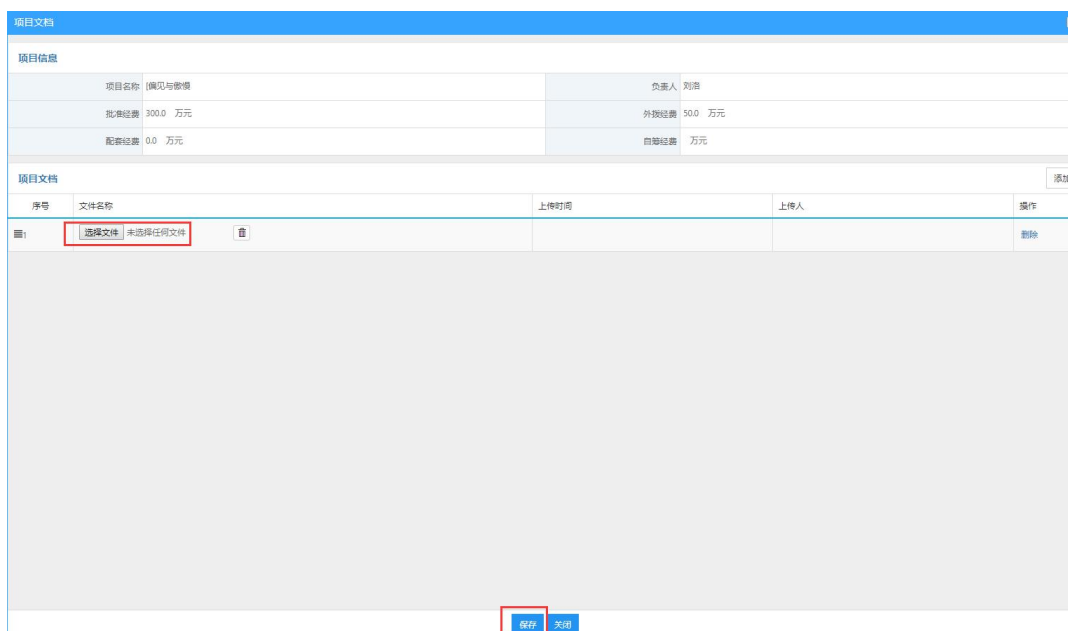 项目文档
项目信息
项目名称 |偏见与傲慢 负责人 刘浩
批准经费 300.0 万元 外拨经费 50.0 万元
配套经费 0.0 万元 自筹经费 万元
项目文档 添加
序号 文件名称 上传时间 上传人 操作
1 选择文件 未选择任何文件 删除
保存 关闭